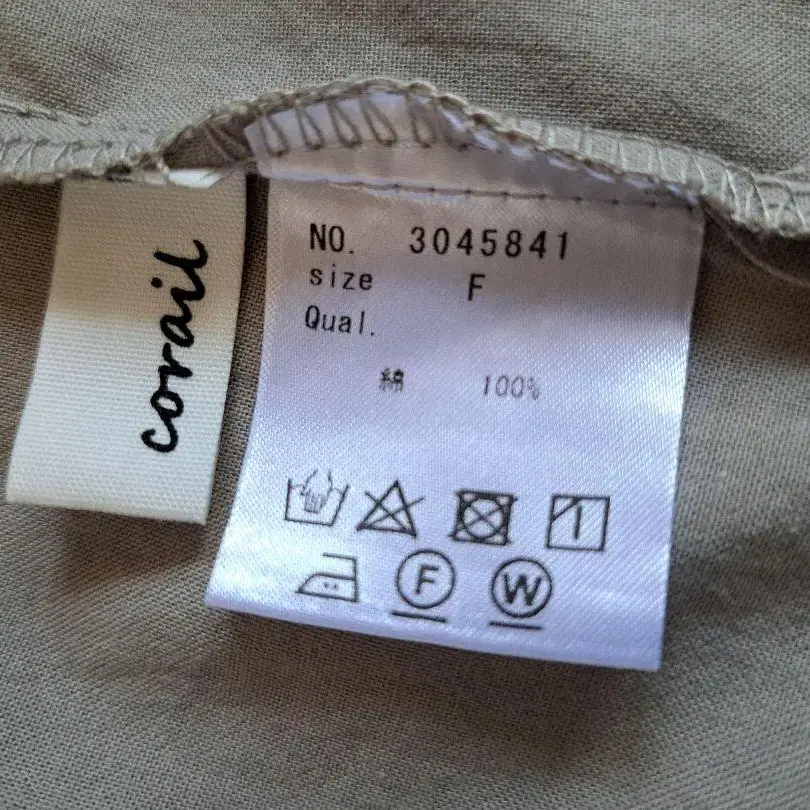 corail
NO. 3045841
size F
Qual.
綿 100%
F W